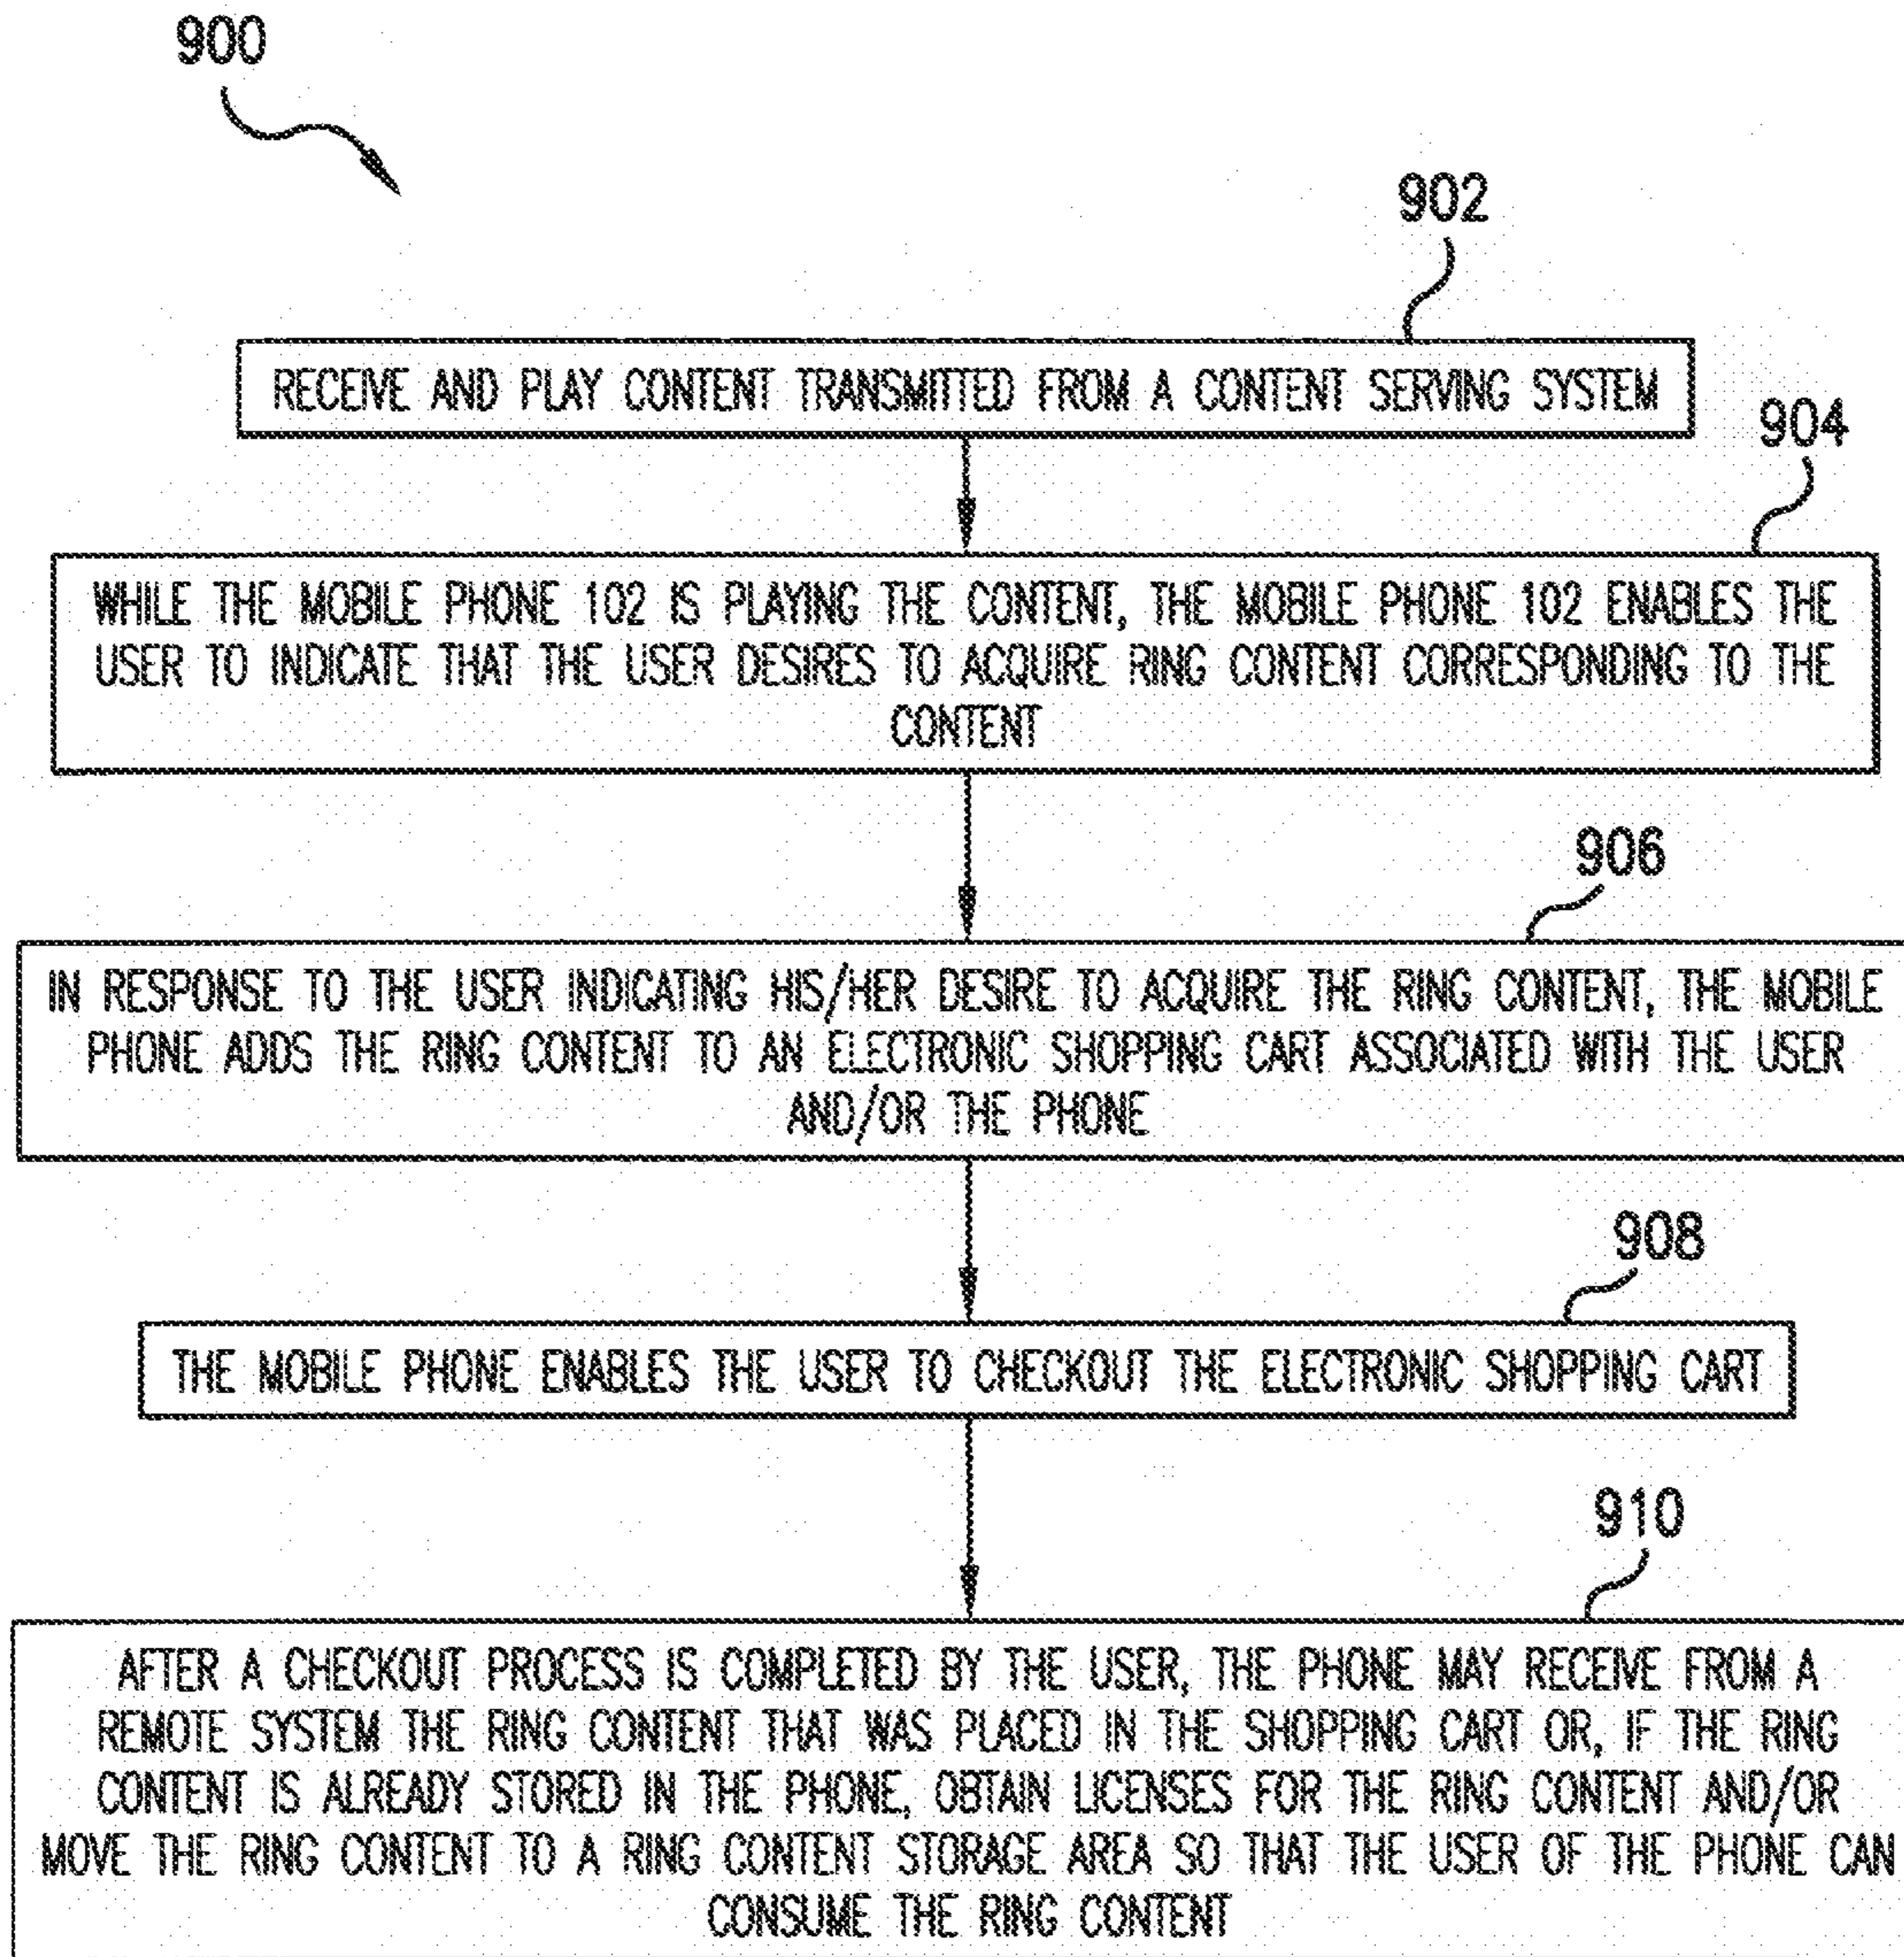 900
902
RECEIVE AND PLAY CONTENT TRANSMITTED FROM A CONTENT SERVING SYSTEM
904
WHILE THE MOBILE PHONE 102 IS PLAYING THE CONTENT, THE MOBILE PHONE 102 ENABLES THE
USER TO INDICATE THAT THE USER DESIRES TO ACQUIRE RING CONTENT CORRESPONDING TO THE
CONTENT
906
IN RESPONSE TO THE USER INDICATING HIS/HER DESIRE TO ACQUIRE THE RING CONTENT, THE MOBILE
PHONE ADDS THE RING CONTENT TO AN ELECTRONIC SHOPPING CART ASSOCIATED WITH THE USER
AND/OR THE PHONE
908
THE MOBILE PHONE ENABLES THE USER TO CHECKOUT THE ELECTRONIC SHOPPING CART
910
AFTER A CHECKOUT PROCESS IS COMPLETED BY THE USER, THE PHONE MAY RECEIVE FROM A
REMOTE SYSTEM THE RING CONTENT THAT WAS PLACED IN THE SHOPPING CART OR, IF THE RING
CONTENT IS ALREADY STORED IN THE PHONE, OBTAIN LICENSES FOR THE RING CONTENT AND/OR
MOVE THE RING CONTENT TO A RING CONTENT STORAGE AREA SO THAT THE USER OF THE PHONE CAN
CONSUME THE RING CONTENT